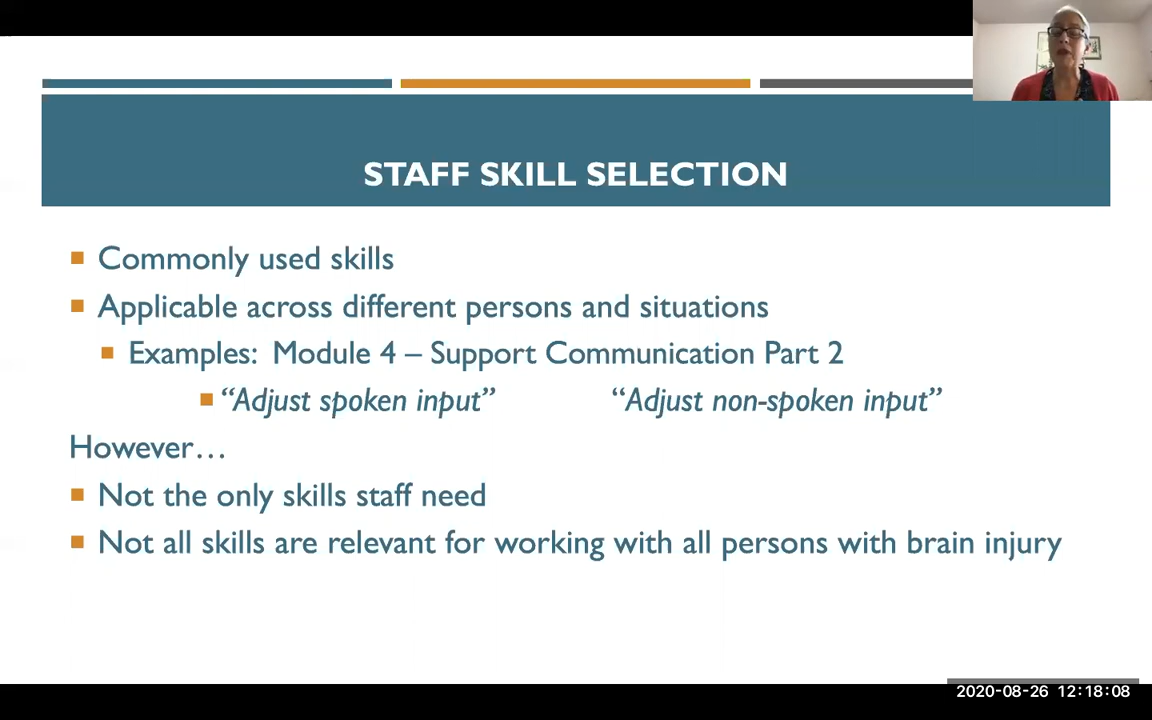 STAFF SKILL SELECTION
Commonly used skills
Applicable across different persons and situations
Examples: Module 4 – Support Communication Part 2
“Adjust spoken input” “Adjust non-spoken input”
However…
Not the only skills staff need
Not all skills are relevant for working with all persons with brain injury
2020-08-26 12:18:08